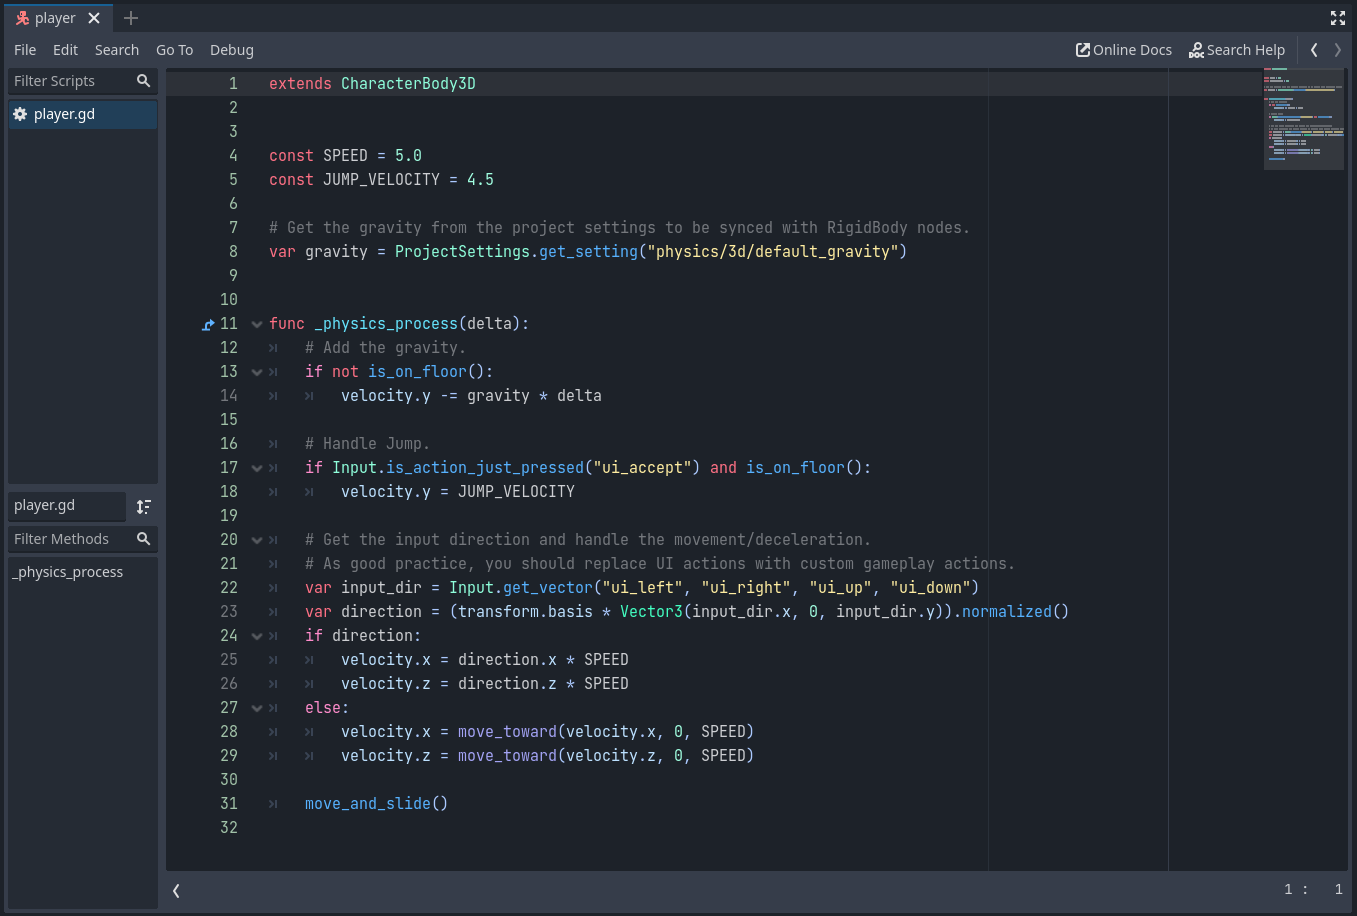 player
File Edit Search Go To Debug Online Docs Search Help
Filter Scripts
player.gd
player.gd
Filter Methods
_physics_process
1 extends CharacterBody3D
2
3
4 const SPEED = 5.0
5 const JUMP_VELOCITY = 4.5
6
7 # Get the gravity from the project settings to be synced with RigidBody nodes.
8 var gravity = ProjectSettings.get_setting("physics/3d/default_gravity")
9
10
11 func _physics_process(delta):
12 # Add the gravity.
13 if not is_on_floor():
14 velocity.y -= gravity * delta
15
16 # Handle Jump.
17 if Input.is_action_just_pressed("ui_accept") and is_on_floor():
18 velocity.y = JUMP_VELOCITY
19
20 # Get the input direction and handle the movement/deceleration.
21 # As good practice, you should replace UI actions with custom gameplay actions.
22 var input_dir = Input.get_vector("ui_left", "ui_right", "ui_up", "ui_down")
23 var direction = (transform.basis * Vector3(input_dir.x, 0, input_dir.y)).normalized()
24 if direction:
25 velocity.x = direction.x * SPEED
26 velocity.z = direction.z * SPEED
27 else:
28 velocity.x = move_toward(velocity.x, 0, SPEED)
29 velocity.z = move_toward(velocity.z, 0, SPEED)
30
31 move_and_slide()
32
1 : 1